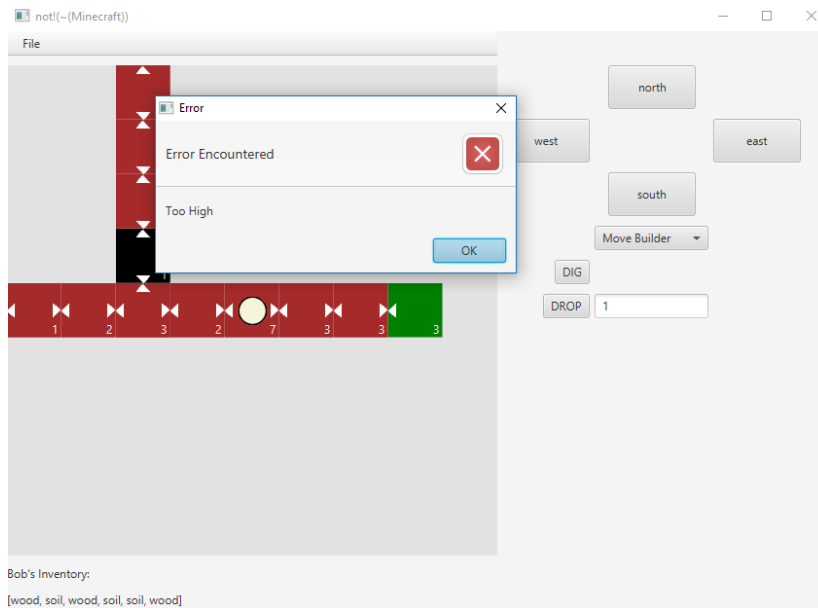 not!(~(Minecraft))
File
north
west
east
south
Move Builder
DIG
DROP
1
Error
Error Encountered
Too High
OK
1
1
2
3
2
7
3
3
3
Bob's Inventory:
[wood, soil, wood, soil, soil, wood]